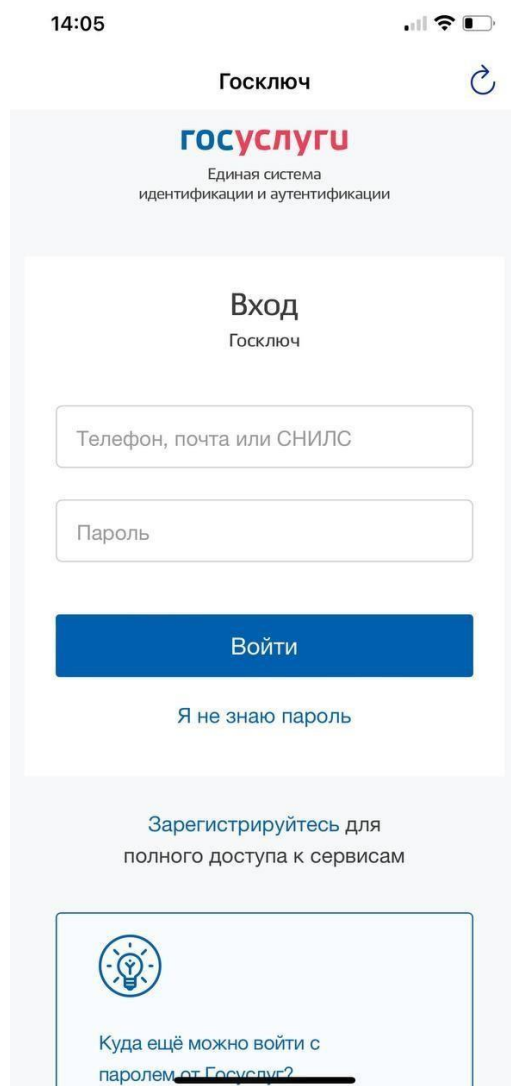 14:05
Госключ
госуслуги
Единая система
идентификации и аутентификации
Вход
Госключ
Телефон, почта или СНИЛС
Пароль
Войти
Я не знаю пароль
Зарегистрируйтесь для
полного доступа к сервисам
Куда ещё можно войти с
паролем от Госуслуг?